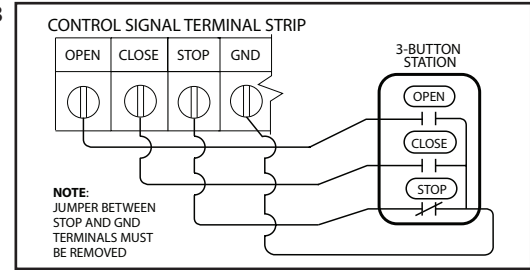 3
CONTROL SIGNAL TERMINAL STRIP
OPEN CLOSE STOP GND
3-BUTTON
STATION
OPEN
CLOSE
STOP
NOTE:
JUMPER BETWEEN
STOP AND GND
TERMINALS MUST
BE REMOVED